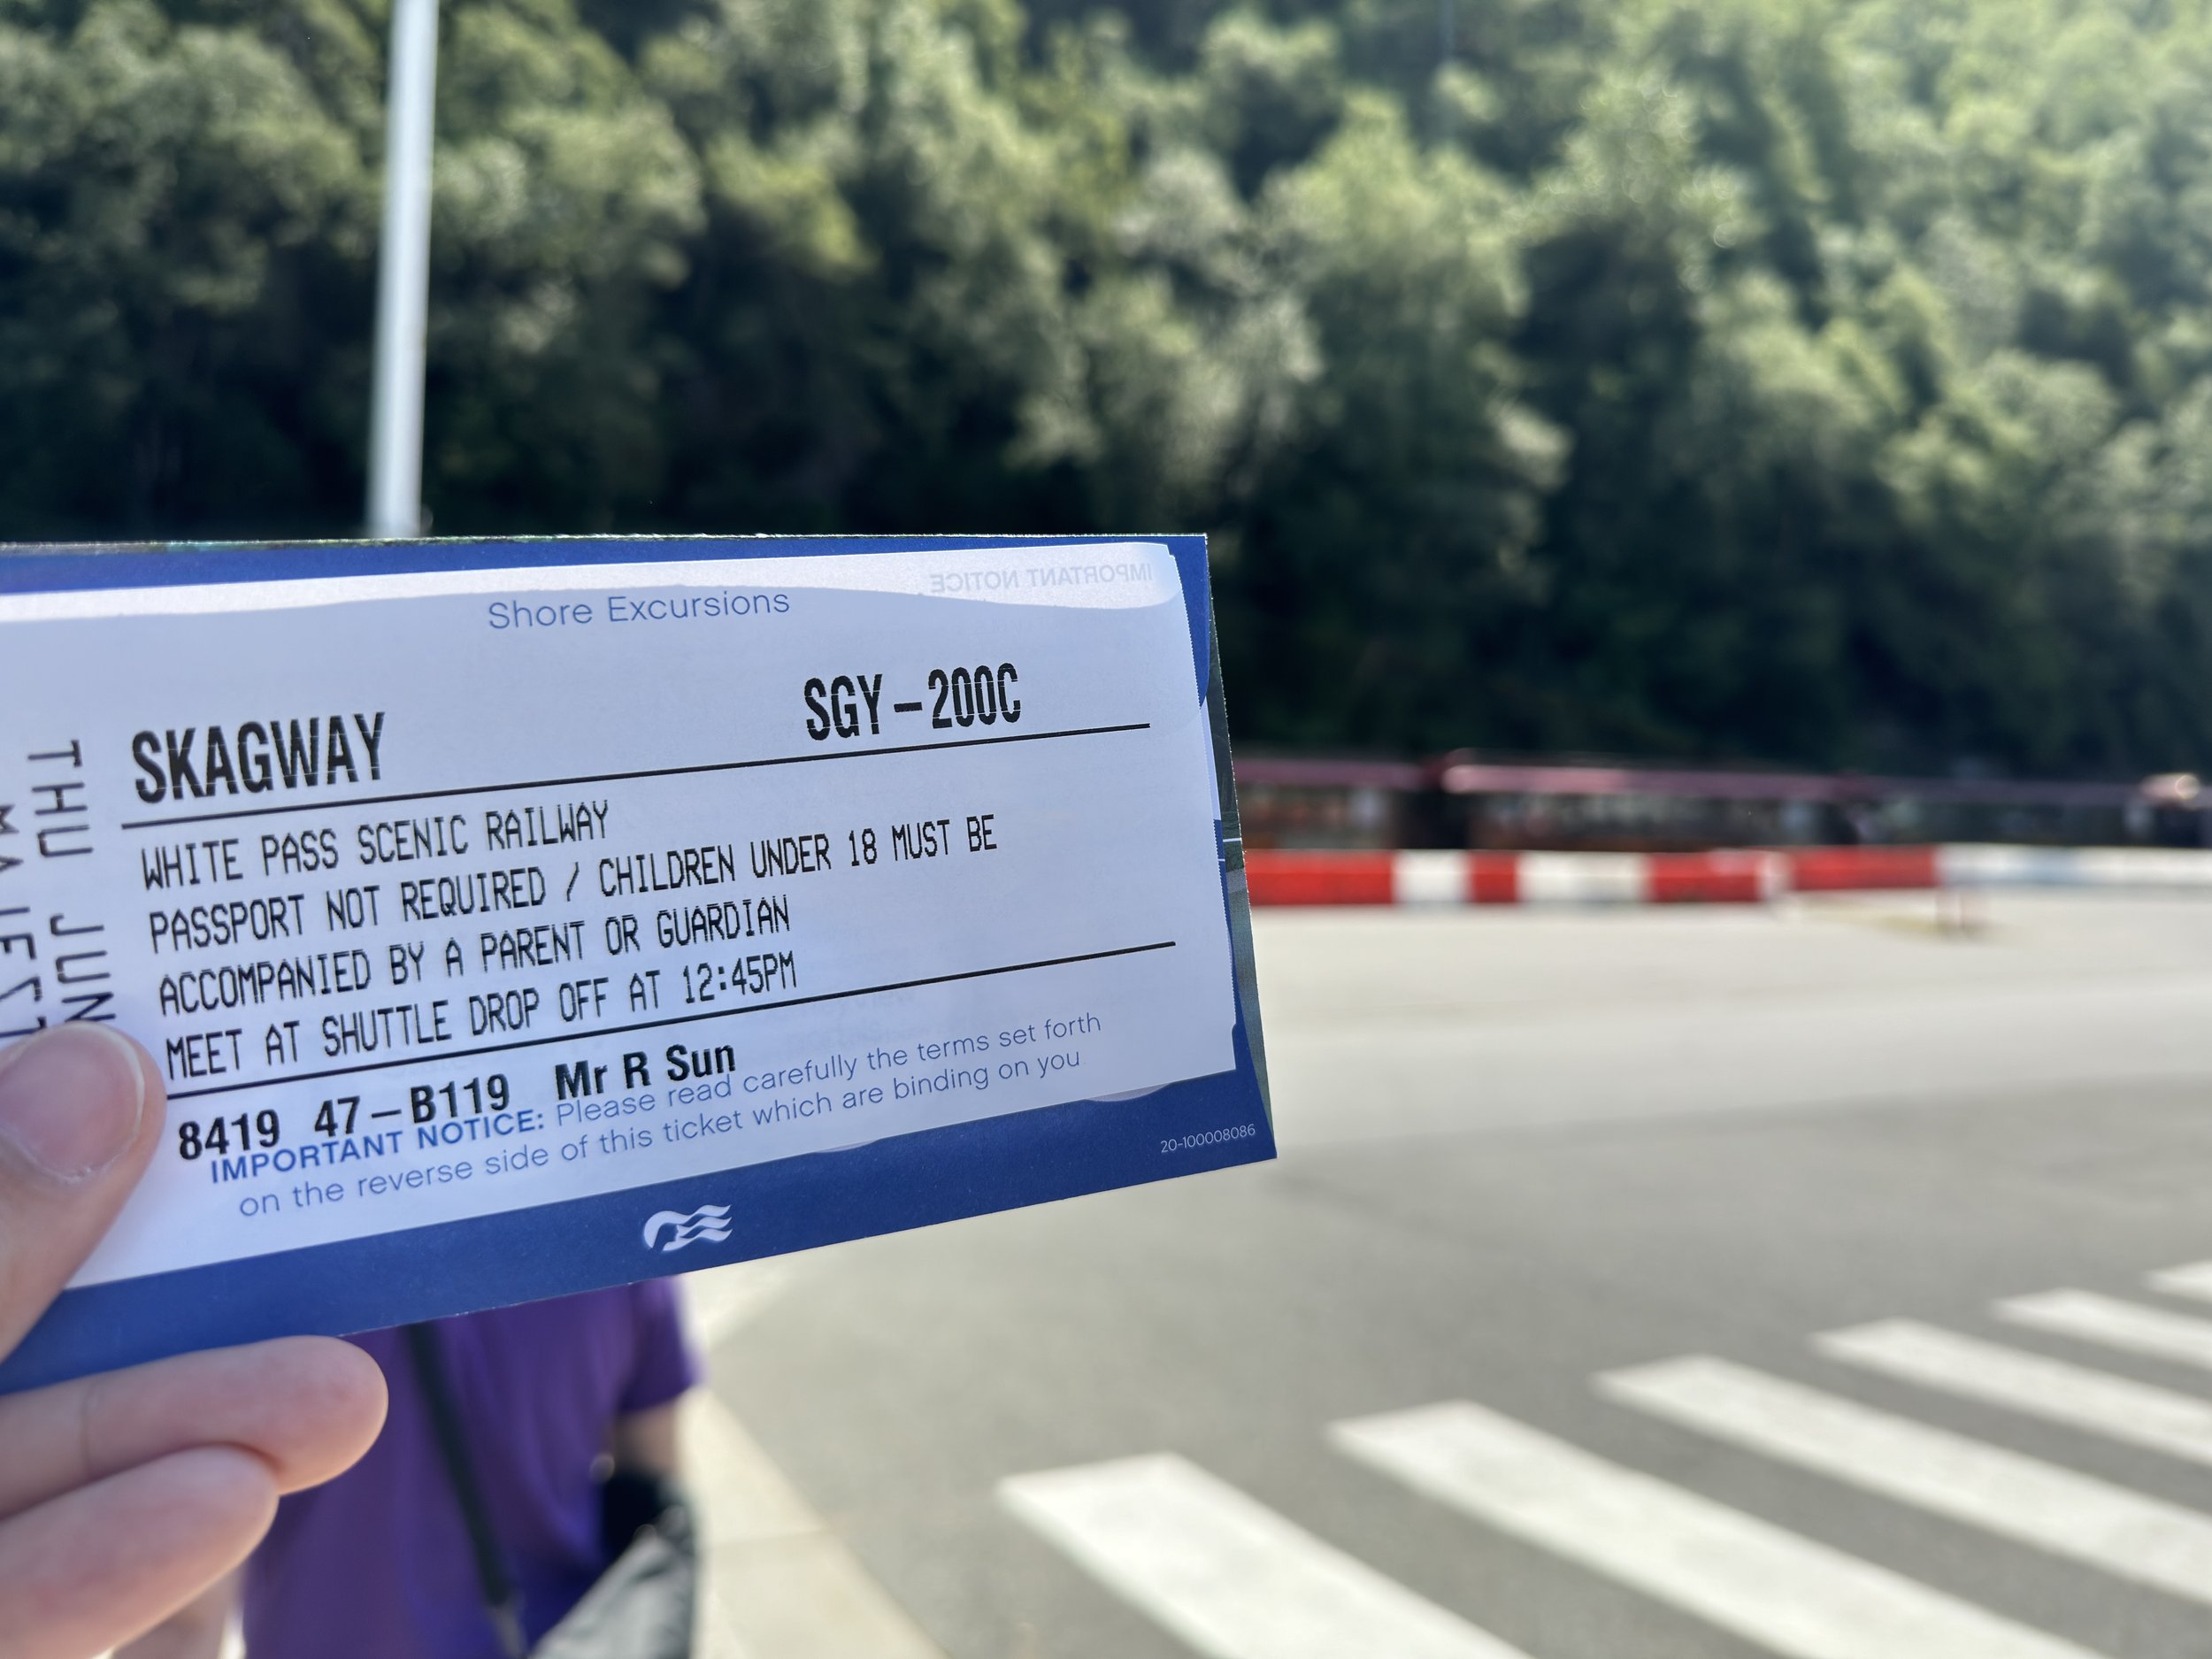 Shore Excursions
IMPORTANT NOTICE
SKAGWAY SGY-200C
WHITE PASS SCENIC RAILWAY
PASSPORT NOT REQUIRED / CHILDREN UNDER 18 MUST BE
ACCOMPANIED BY A PARENT OR GUARDIAN
MEET AT SHUTTLE DROP OFF AT 12:45PM
8419 47-B119 Mr R Sun
IMPORTANT NOTICE: Please read carefully the terms set forth
on the reverse side of this ticket which are binding on you
20-100008086
THU JUN